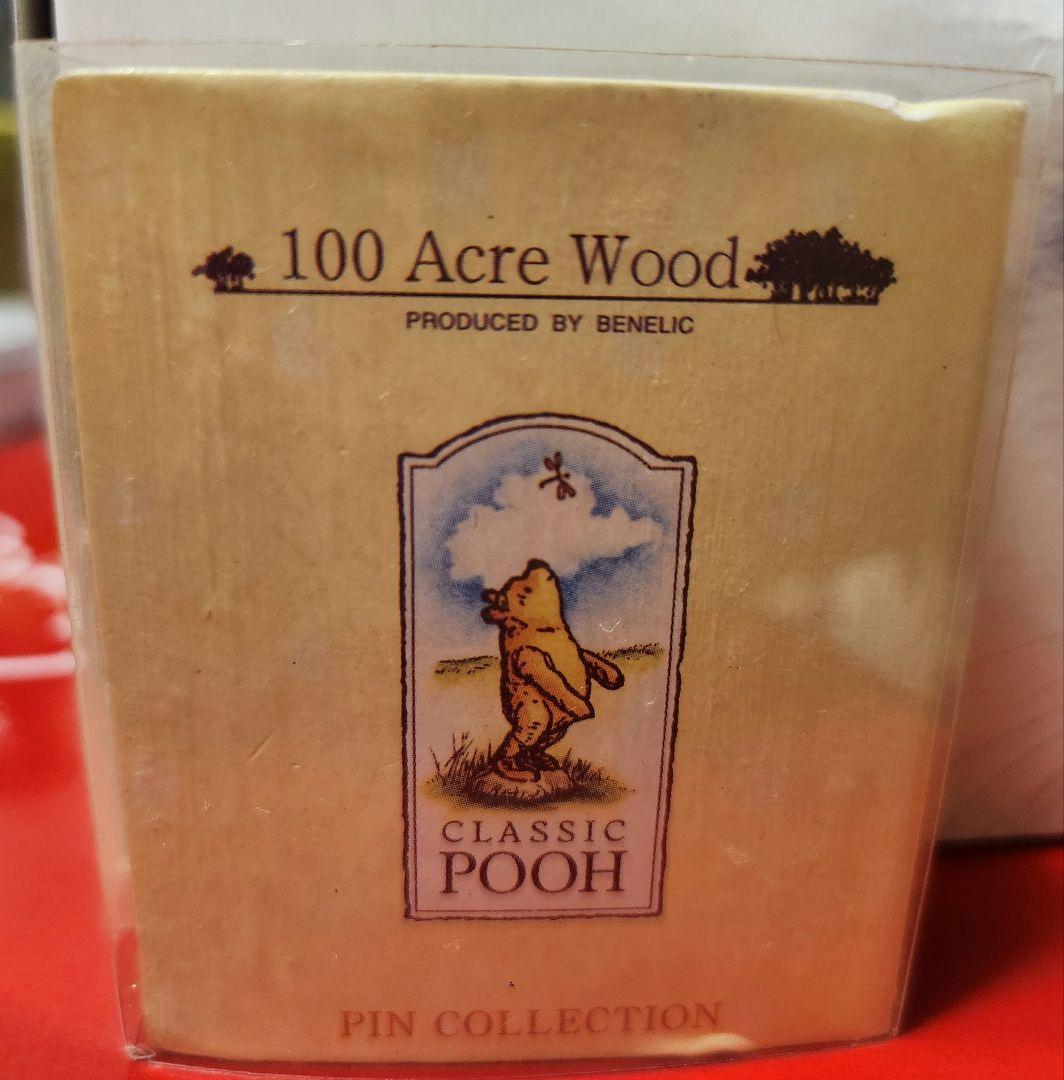 100 Acre Wood
PRODUCED BY BENELIC
CLASSIC
POOH
PIN COLLECTION